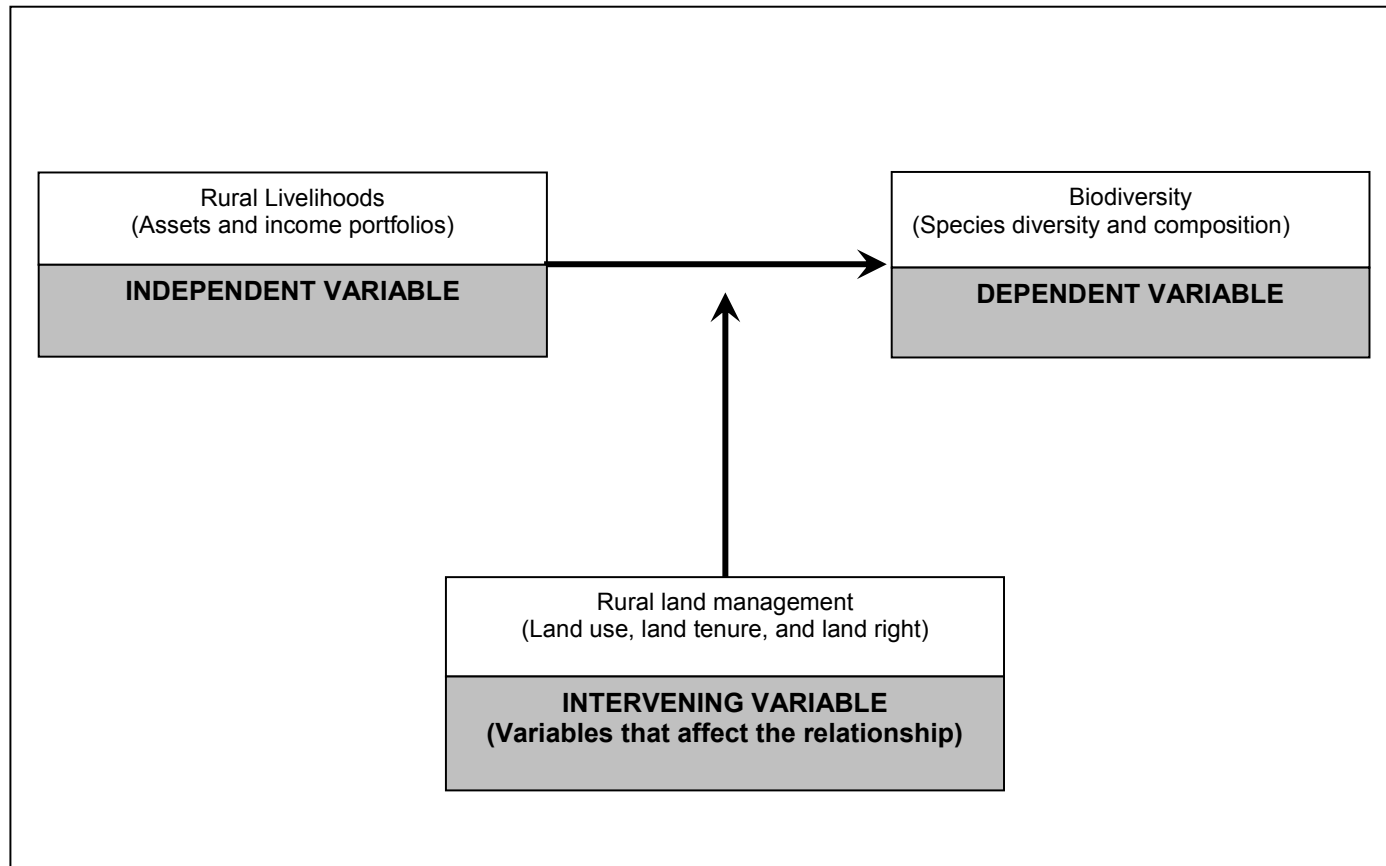 Rural Livelihoods
(Assets and income portfolios)
INDEPENDENT VARIABLE
Biodiversity
(Species diversity and composition)
DEPENDENT VARIABLE
Rural land management
(Land use, land tenure, and land right)
INTERVENING VARIABLE
(Variables that affect the relationship)